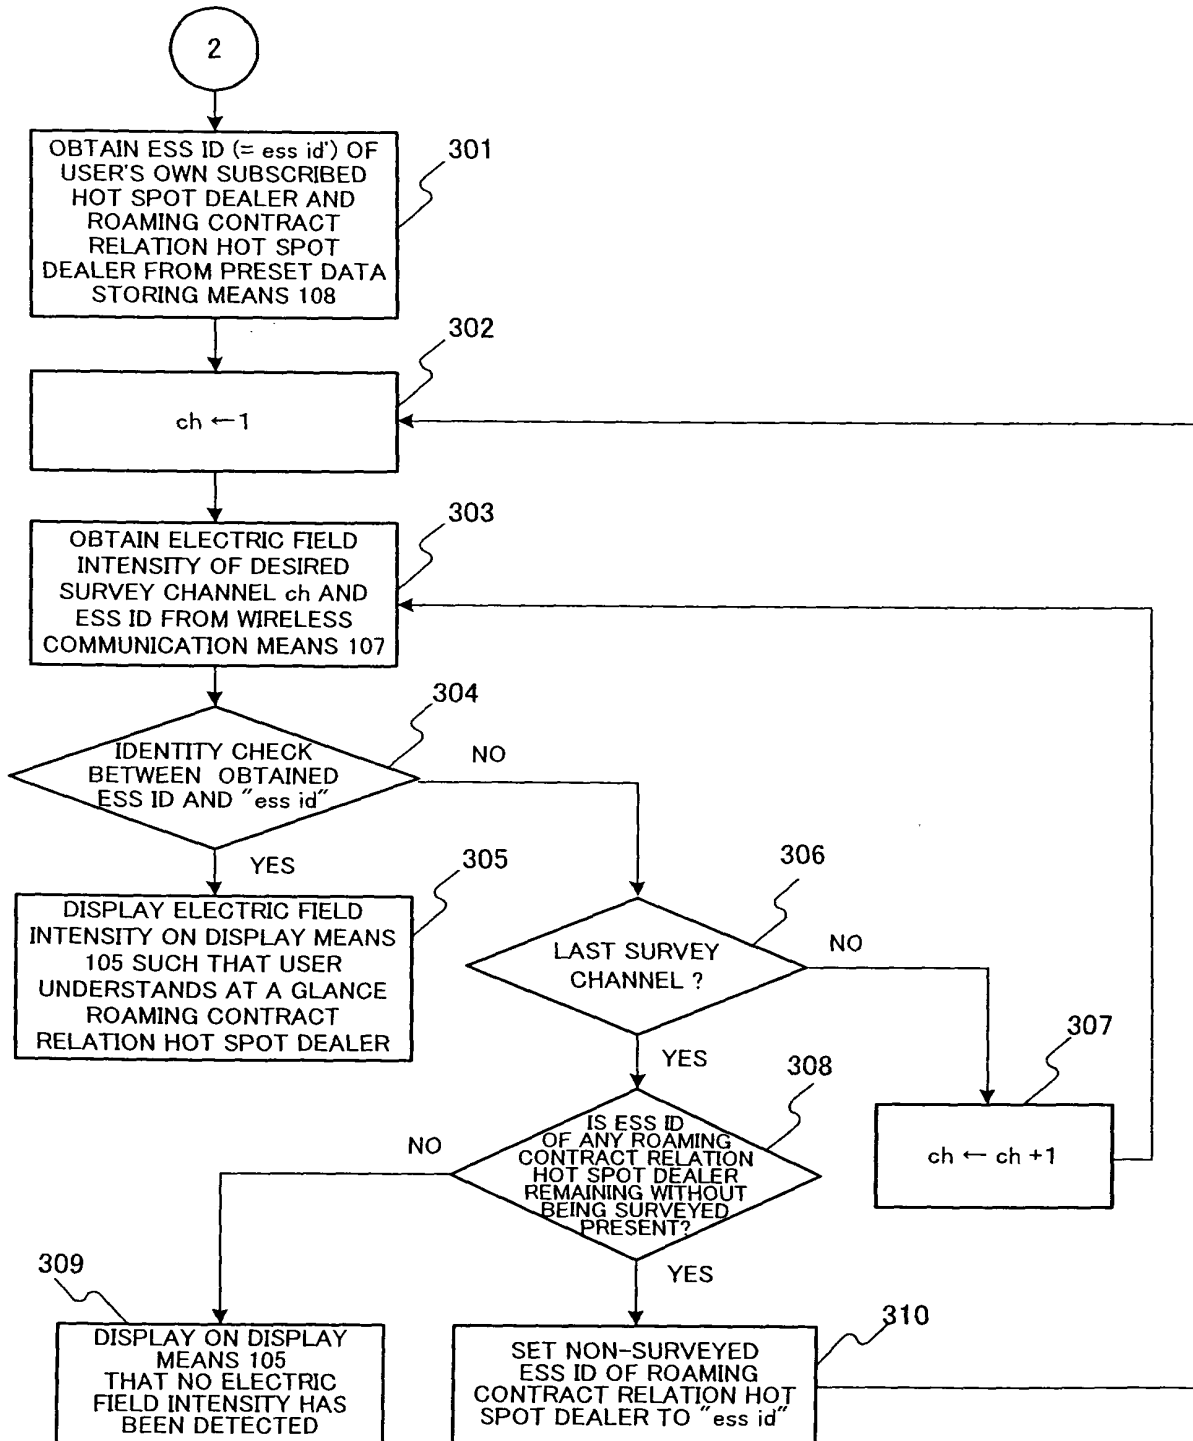 2
OBTAIN ESS ID (= ess id') OF
USER'S OWN SUBSCRIBED
HOT SPOT DEALER AND
ROAMING CONTRACT
RELATION HOT SPOT
DEALER FROM PRESET DATA
STORING MEANS 108
301
302
ch ← 1
303
OBTAIN ELECTRIC FIELD
INTENSITY OF DESIRED
SURVEY CHANNEL ch AND
ESS ID FROM WIRELESS
COMMUNICATION MEANS 107
304
IDENTITY CHECK
BETWEEN OBTAINED
ESS ID AND "ess id"
NO
YES
305
DISPLAY ELECTRIC FIELD
INTENSITY ON DISPLAY MEANS
105 SUCH THAT USER
UNDERSTANDS AT A GLANCE
ROAMING CONTRACT
RELATION HOT SPOT DEALER
306
LAST SURVEY
CHANNEL ?
NO
YES
307
ch ← ch +1
308
IS ESS ID
OF ANY ROAMING
CONTRACT RELATION
HOT SPOT DEALER
REMAINING WITHOUT
BEING SURVEYED
PRESENT?
NO
YES
309
DISPLAY ON DISPLAY
MEANS 105
THAT NO ELECTRIC
FIELD INTENSITY HAS
BEEN DETECTED
310
SET NON-SURVEYED
ESS ID OF ROAMING
CONTRACT RELATION HOT
SPOT DEALER TO "ess id"